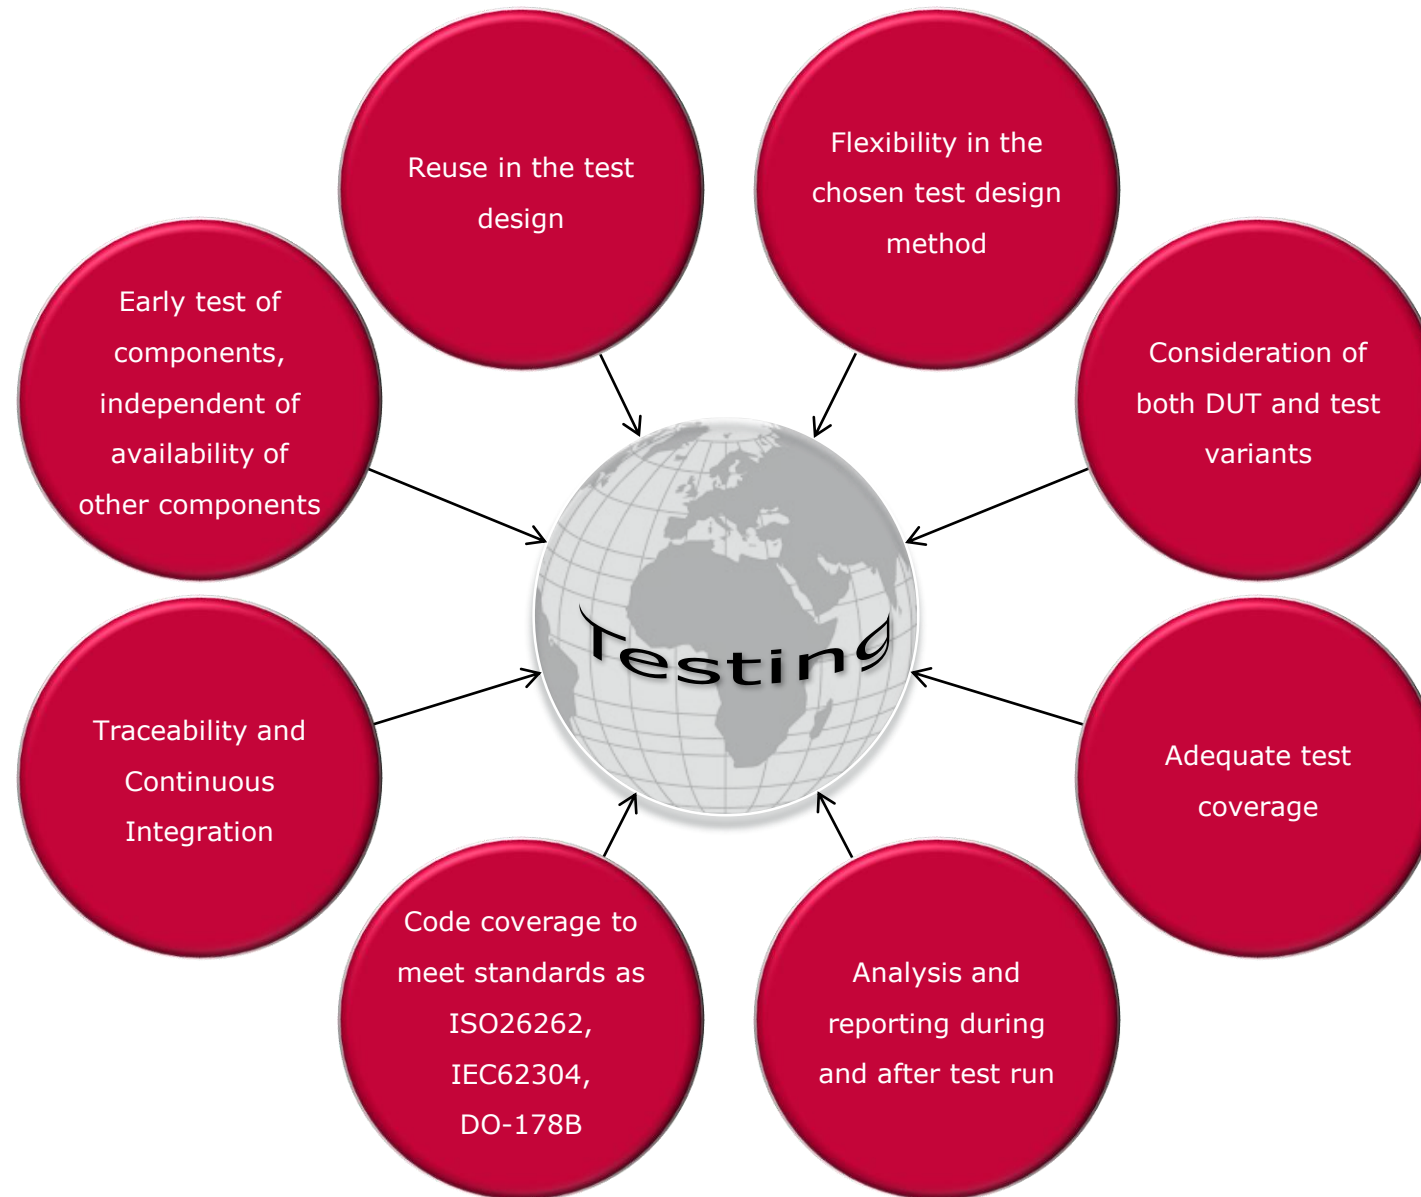 Reuse in the test
design
Flexibility in the
chosen test design
method
Early test of
components,
independent of
availability of
other components
Consideration of
both DUT and test
variants
Testing
Traceability and
Continuous
Integration
Adequate test
coverage
Code coverage to
meet standards as
ISO26262,
IEC62304,
DO-178B
Analysis and
reporting during
and after test run